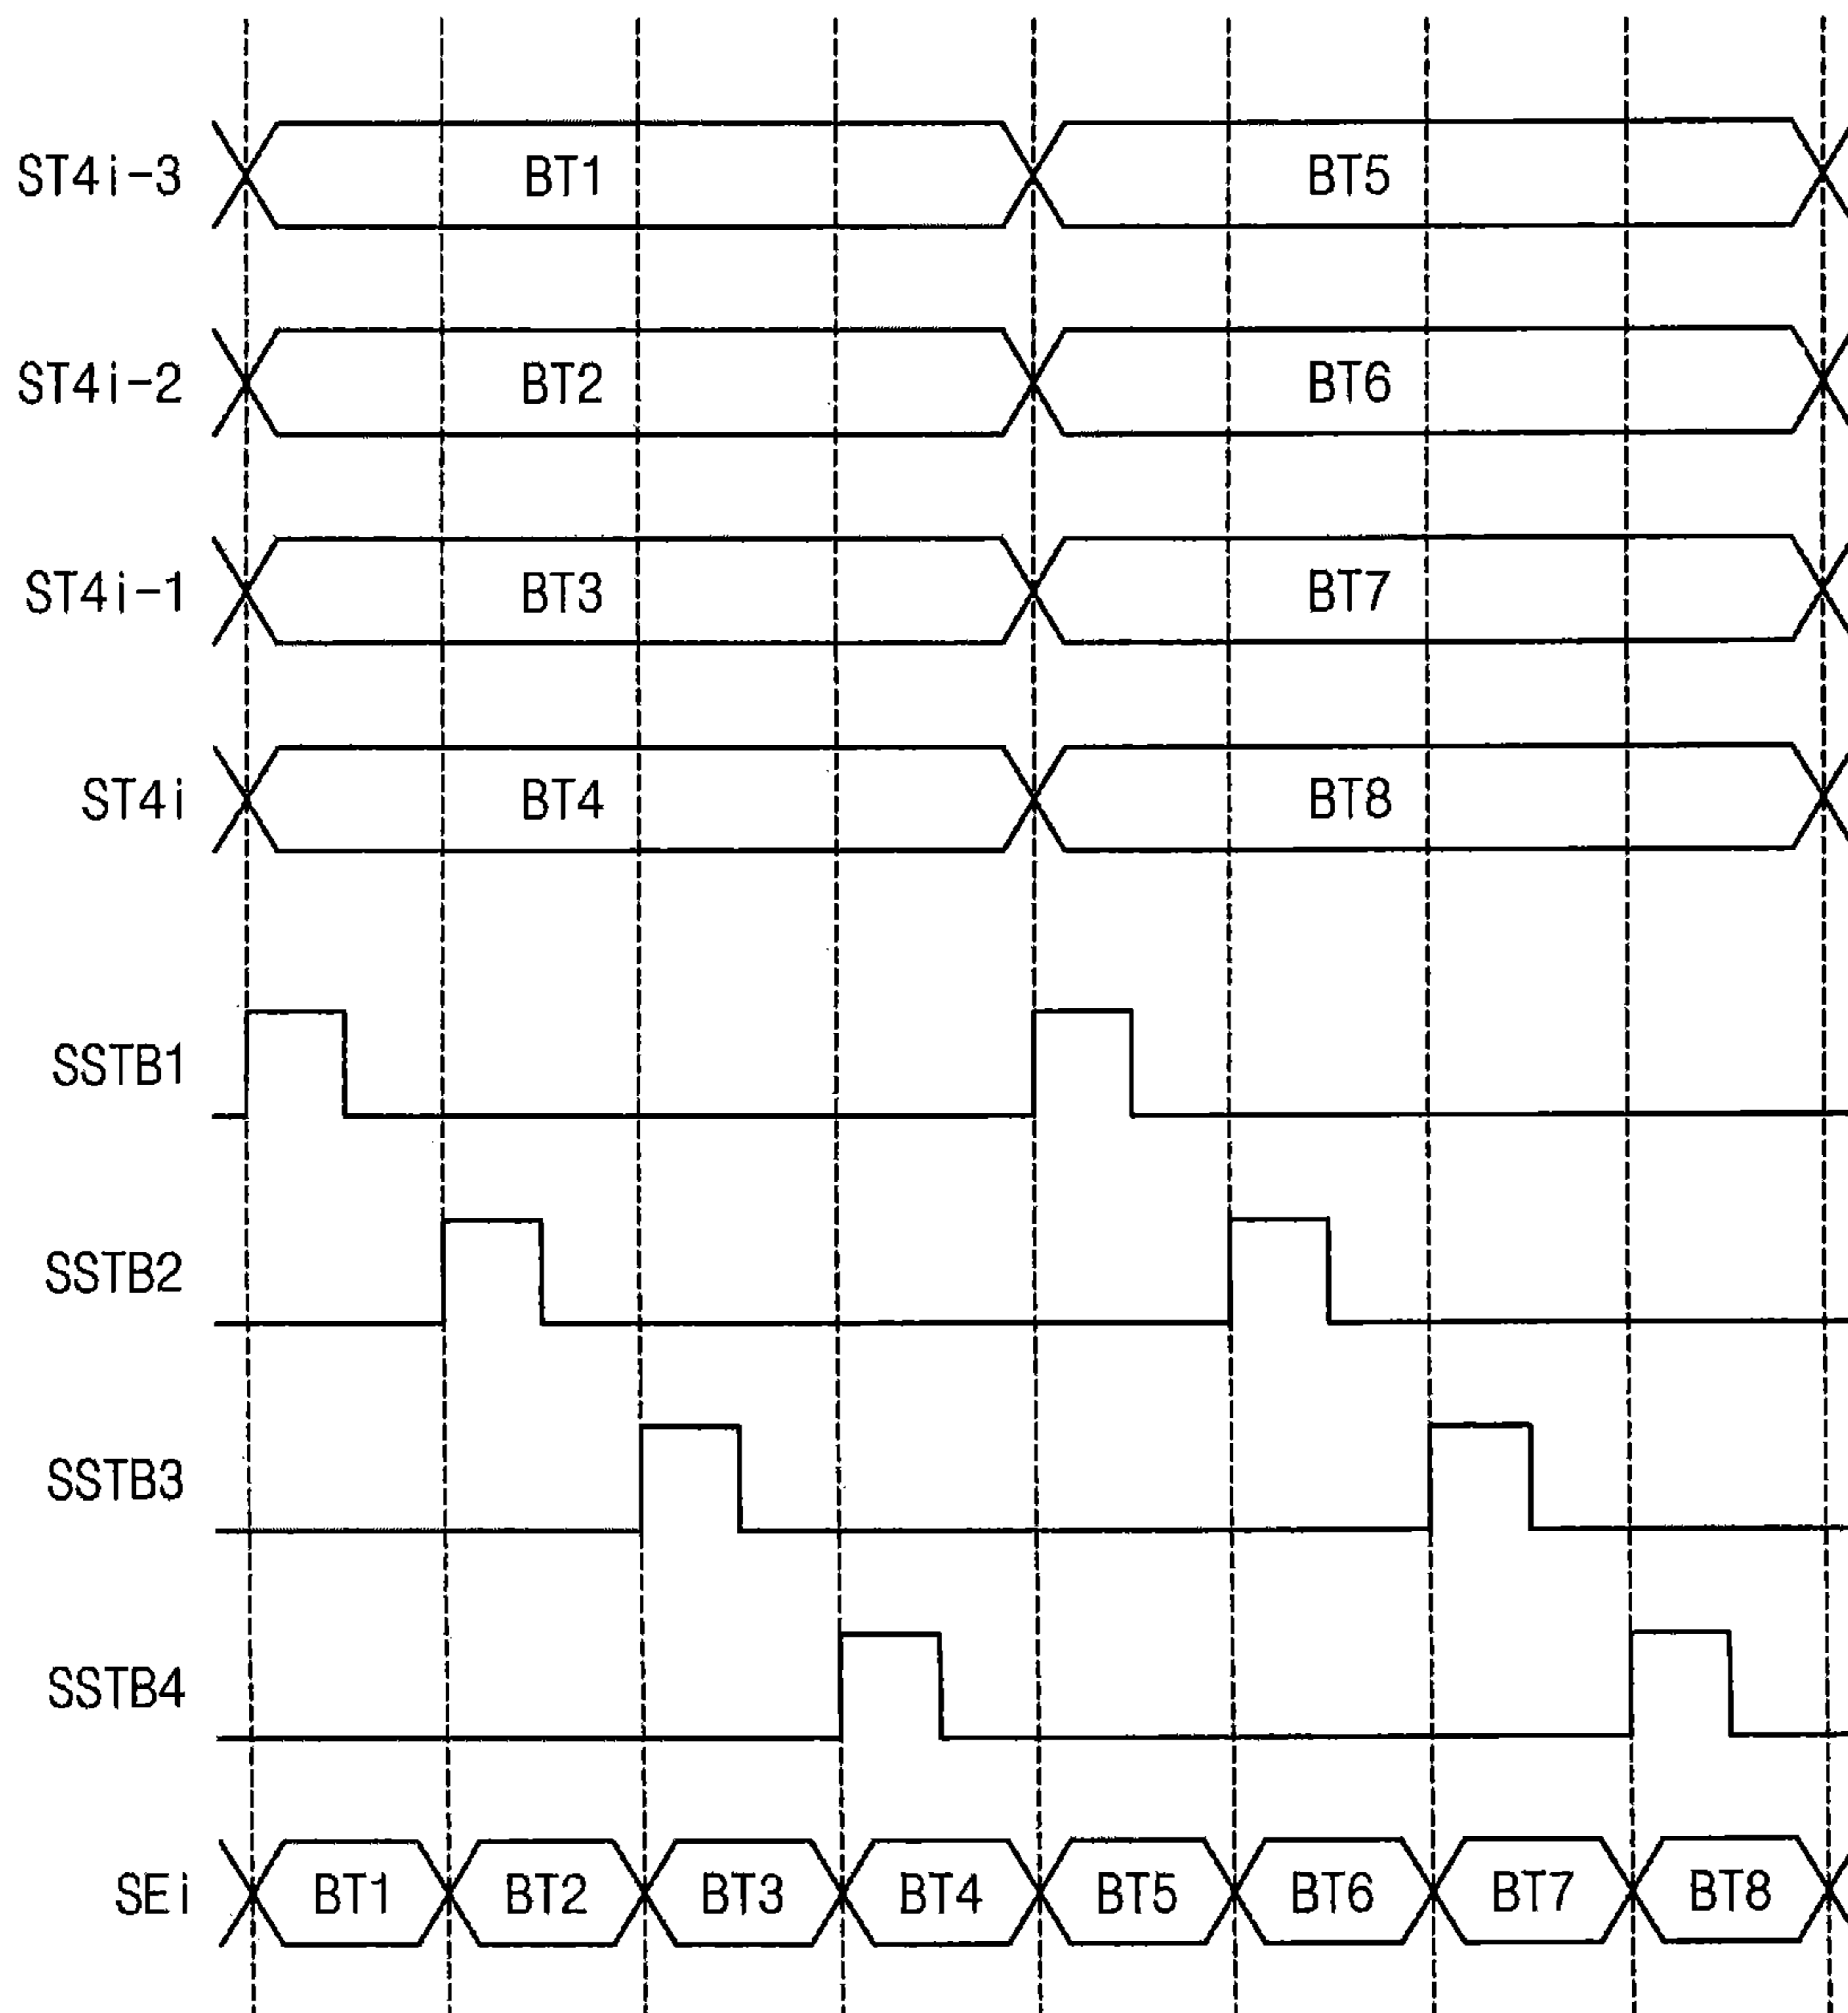 ST4i-3 BT1 BT5
ST4i-2 BT2 BT6
ST4i-1 BT3 BT7
ST4i BT4 BT8
SSTB1
SSTB2
SSTB3
SSTB4
SEi BT1 BT2 BT3 BT4 BT5 BT6 BT7 BT8